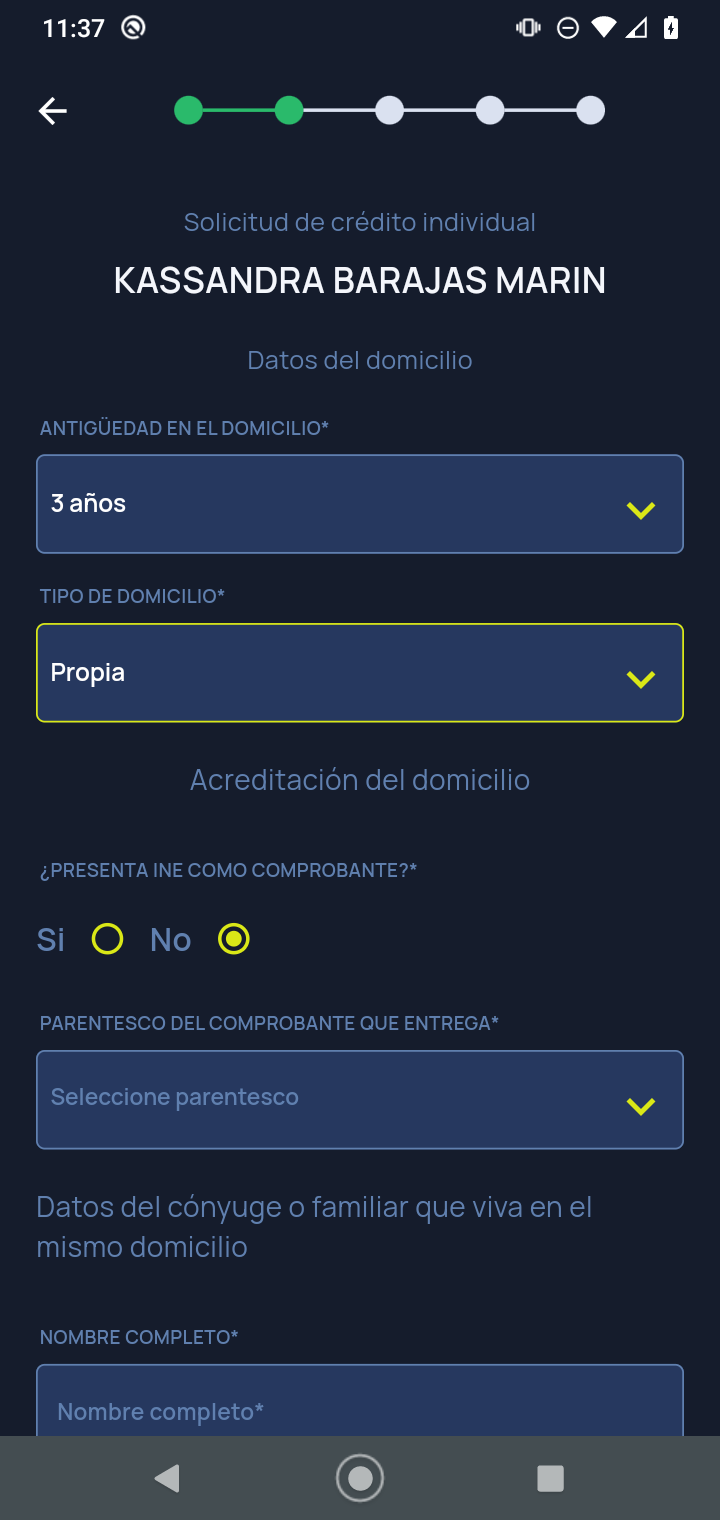 11:37
Solicitud de crédito individual
KASSANDRA BARAJAS MARIN
Datos del domicilio
ANTIGÜEDAD EN EL DOMICILIO*
3 años
TIPO DE DOMICILIO*
Propia
Acreditación del domicilio
¿PRESENTA INE COMO COMPROBANTE?*
Si No
PARENTESCO DEL COMPROBANTE QUE ENTREGA*
Seleccione parentesco
Datos del cónyuge o familiar que viva en el
mismo domicilio
NOMBRE COMPLETO*
Nombre completo*